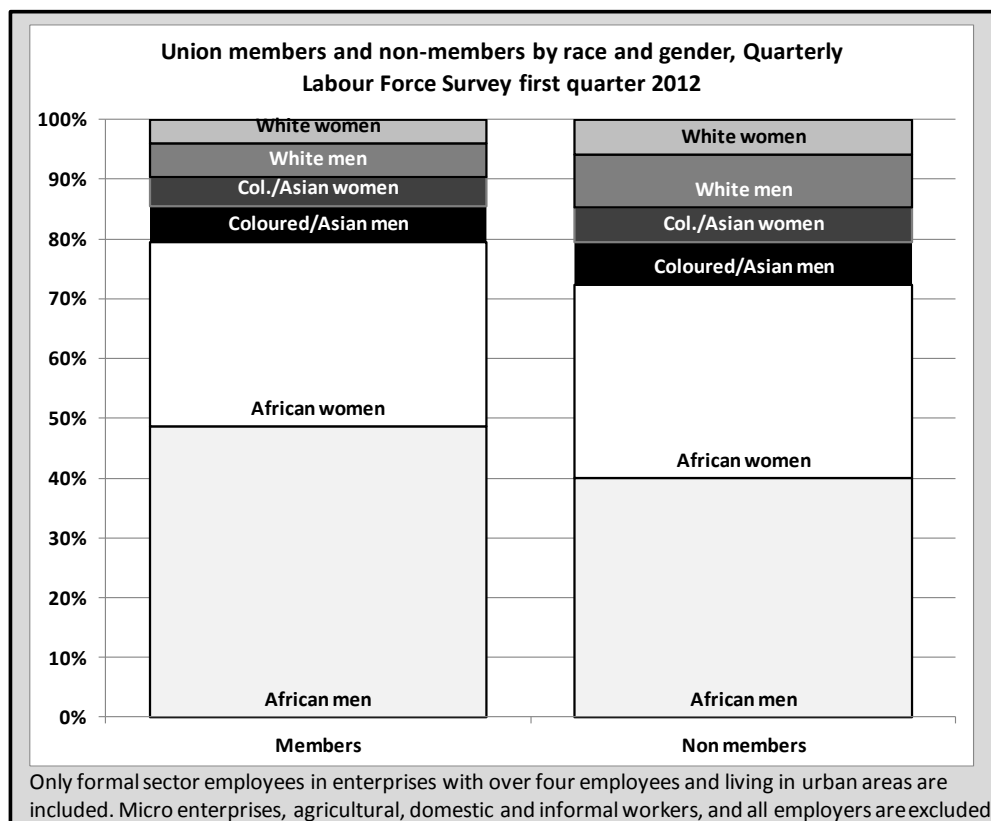 Union members and non-members by race and gender, Quarterly
Labour Force Survey first quarter 2012
100%
90%
80%
70%
60%
50%
40%
30%
20%
10%
0%
White women
White men
Col./Asian women
Coloured/Asian men
African women
African men
White women
White men
Col./Asian women
Coloured/Asian men
African women
African men
Members
Non members
Only formal sector employees in enterprises with over four employees and living in urban areas are
included. Micro enterprises, agricultural, domestic and informal workers, and all employers are excluded